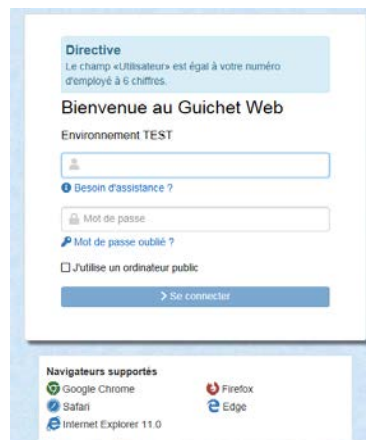 Directive
Le champ «Utilisateur» est égal à votre numéro
d'employé à 6 chiffres.
Bienvenue au Guichet Web
Environnement TEST
Besoin d'assistance ?
Mot de passe
Mot de passe oublié ?
J'utilise un ordinateur public
Se connecter
Navigateurs supportés
Google Chrome
Firefox
Safari
Edge
Internet Explorer 11.0